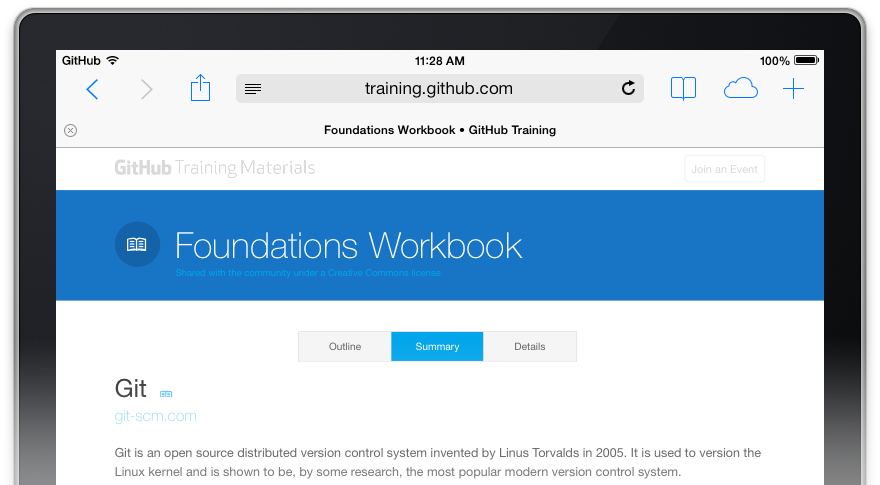 GitHub 11:28 AM 100%
training.github.com
Foundations Workbook • GitHub Training
GitHub Training Materials Join an Event
Foundations Workbook
Shared with the community under a Creative Commons license
Outline Summary Details
Git
git-scm.com
Git is an open source distributed version control system invented by Linus Torvalds in 2005. It is used to version the
Linux kernel and is shown to be, by some research, the most popular modern version control system.